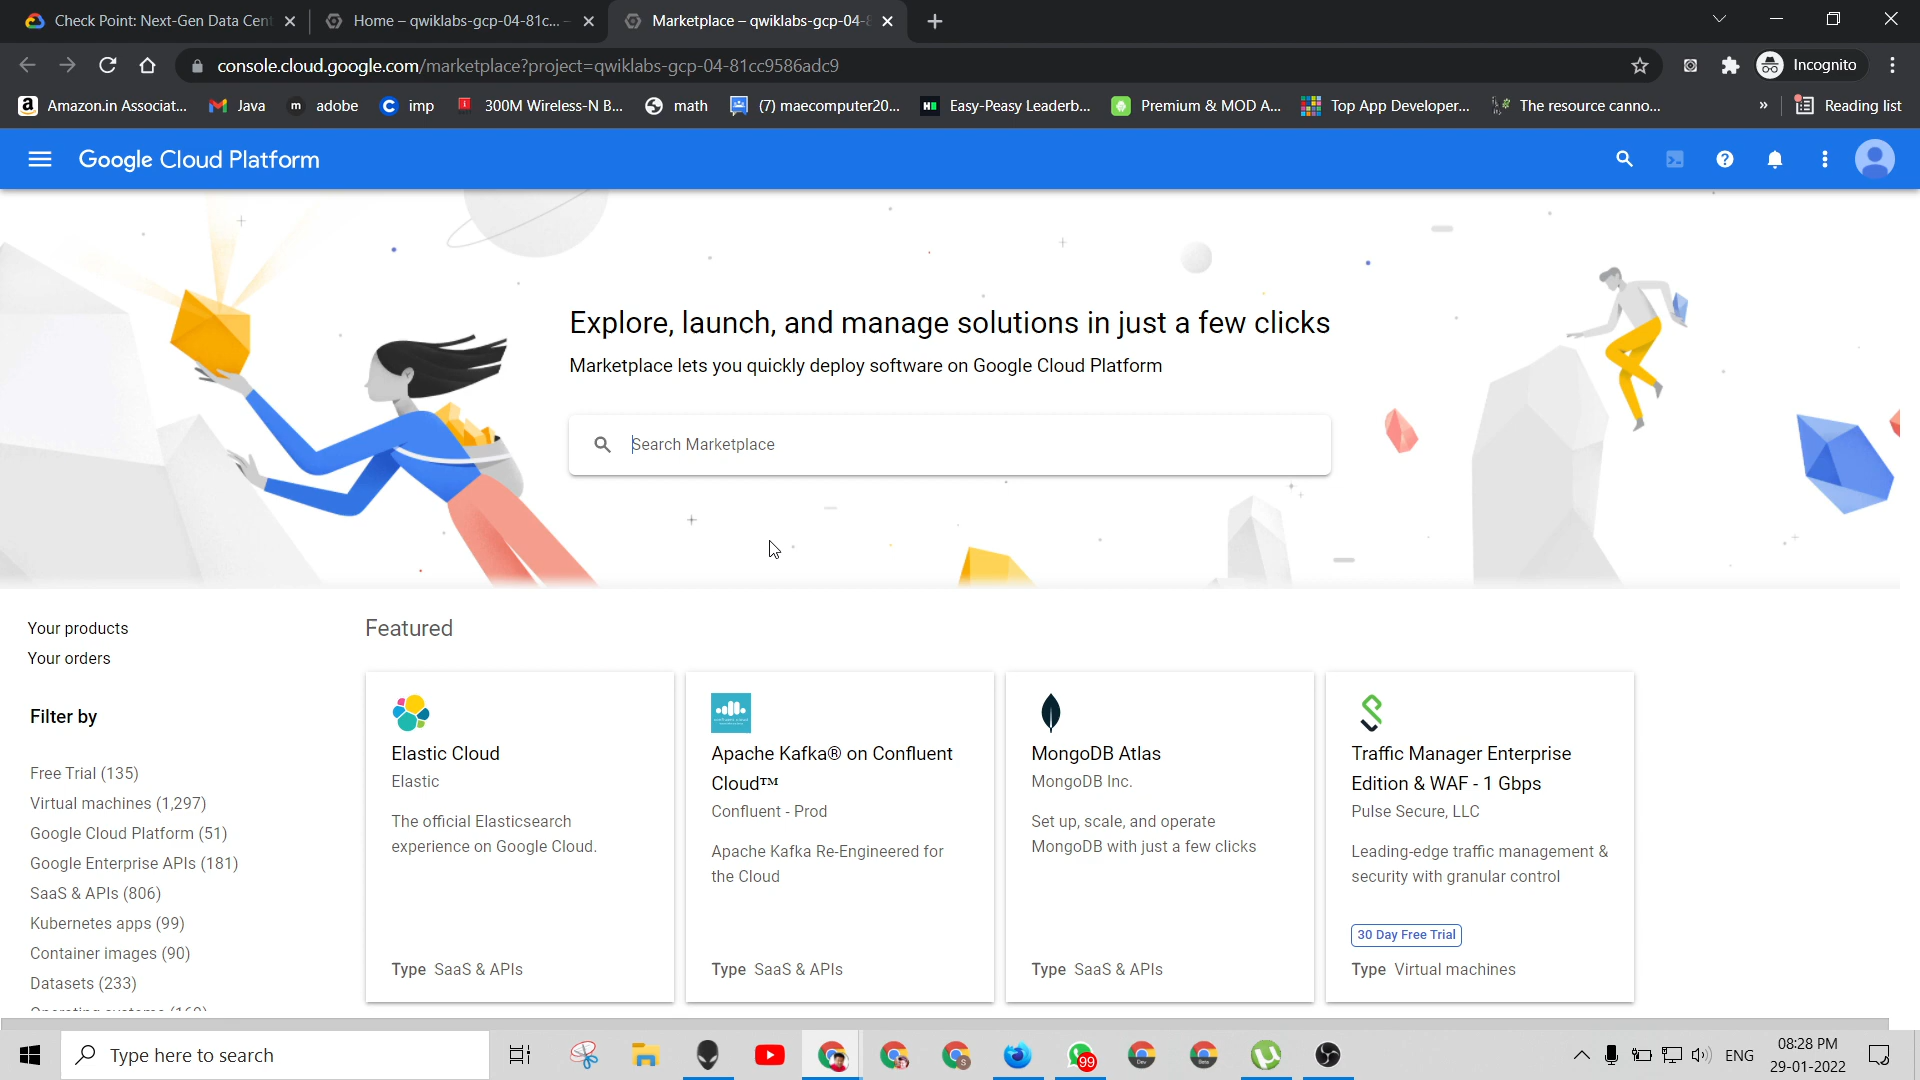 Check Point: Next-Gen Data Cent
Home – qwiklabs-gcp-04-81c... –
Marketplace – qwiklabs-gcp-04-8
console.cloud.google.com/marketplace?project=qwiklabs-gcp-04-81cc9586adc9
Incognito
Amazon.in Associat...
Java
adobe
imp
300M Wireless-N B...
math
(7) maecomputer20...
Easy-Peasy Leaderb...
Premium & MOD A...
Top App Developer...
The resource canno...
»
Reading list
Google Cloud Platform
Explore, launch, and manage solutions in just a few clicks
Marketplace lets you quickly deploy software on Google Cloud Platform
Search Marketplace
Your products
Your orders
Filter by
Free Trial (135)
Virtual machines (1,297)
Google Cloud Platform (51)
Google Enterprise APIs (181)
SaaS & APIs (806)
Kubernetes apps (99)
Container images (90)
Datasets (233)
Featured
Elastic Cloud
Elastic
The official Elasticsearch
experience on Google Cloud.
Type SaaS & APIs
Apache Kafka® on Confluent
Cloud™
Confluent - Prod
Apache Kafka Re-Engineered for
the Cloud
Type SaaS & APIs
MongoDB Atlas
MongoDB Inc.
Set up, scale, and operate
MongoDB with just a few clicks
Type SaaS & APIs
Traffic Manager Enterprise
Edition & WAF - 1 Gbps
Pulse Secure, LLC
Leading-edge traffic management &
security with granular control
30 Day Free Trial
Type Virtual machines
Type here to search
99
ENG
08:28 PM
29-01-2022